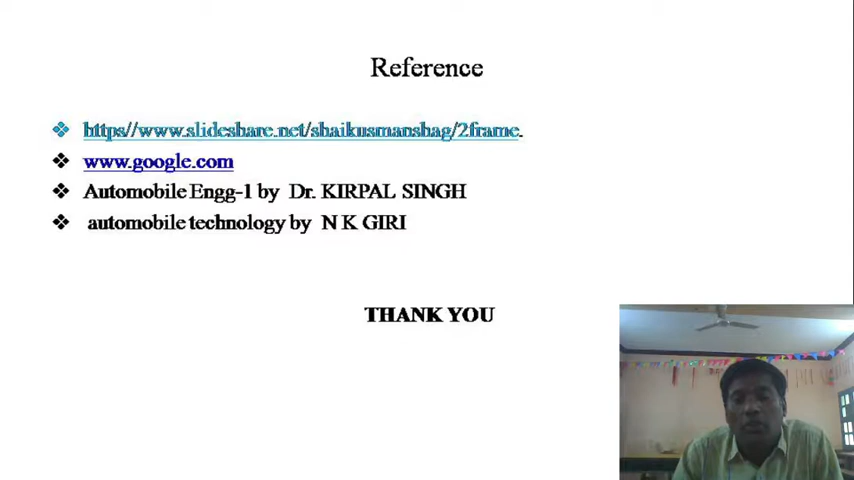 Reference
https//www.slideshare.net/shaikusmanshag/2frame.
www.google.com
Automobile Engg-1 by Dr. KIRPAL SINGH
automobile technology by N K GIRI
THANK YOU